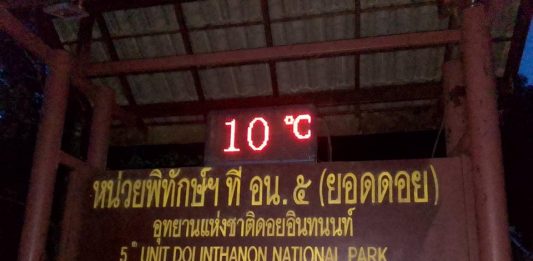 10 °C
หน่วยพิทักษ์ฯ ที่ อน. ๕ (ยอดดอย)
อุทยานแห่งชาติดอยอินทนนท์
5 UNIT DOI INTHANON NATIONAL PARK